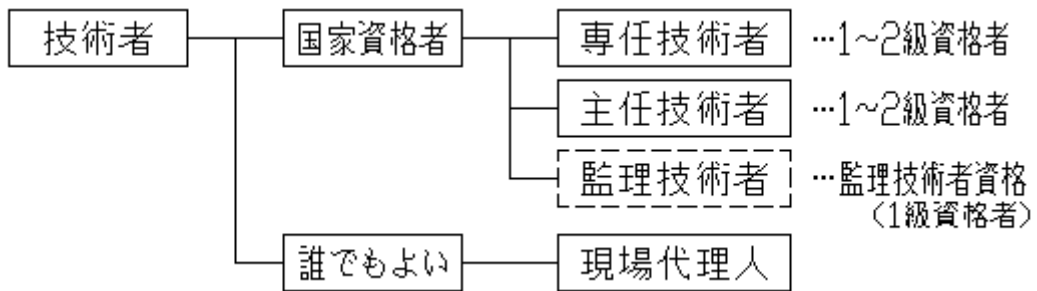 技術者 国家資格者 専任技術者 …1～2級資格者
主任技術者 …1～2級資格者
監理技術者 …監理技術者資格
（1級資格者）
誰でもよい 現場代理人